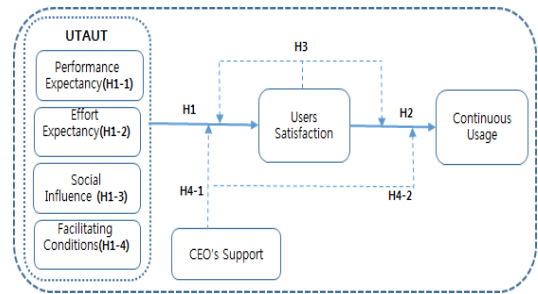 UTAUT
Performance
Expectancy(H1-1)
Effort
Expectancy(H1-2)
Social
Influence (H1-3)
Facilitating
Conditions(H1-4)
H1
H3
Users
Satisfaction
H2
Continuous
Usage
H4-1
H4-2
CEO's Support